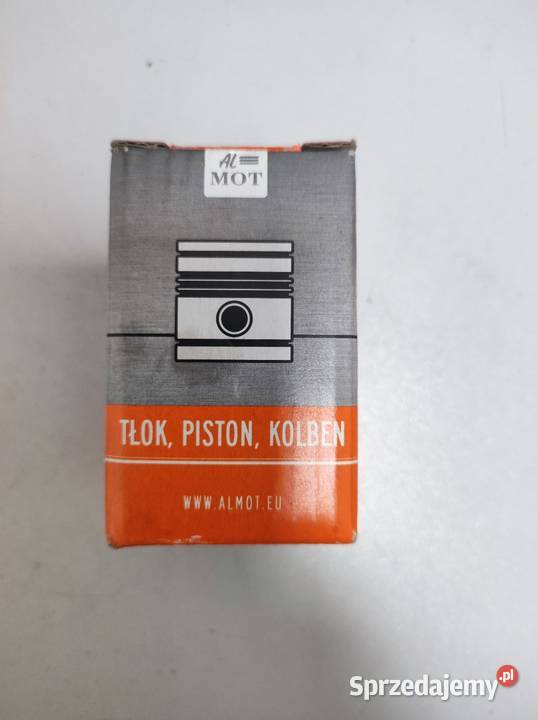 AL
MOT
TŁOK, PISTON, KOLBEN
WWW.ALMOT.EU
Sprzedajemy.pl